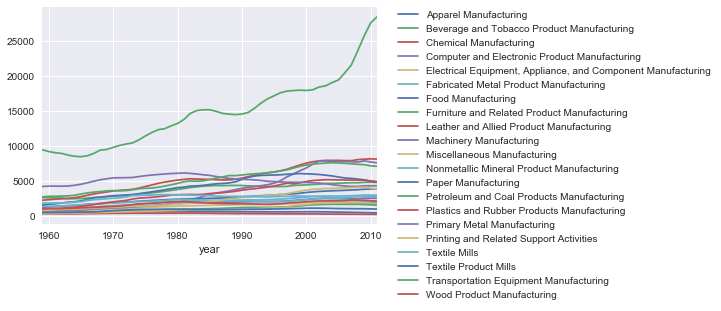 25000
20000
15000
10000
5000
0
1960
1970
1980
1990
2000
2010
year
Apparel Manufacturing
Beverage and Tobacco Product Manufacturing
Chemical Manufacturing
Computer and Electronic Product Manufacturing
Electrical Equipment, Appliance, and Component Manufacturing
Fabricated Metal Product Manufacturing
Food Manufacturing
Furniture and Related Product Manufacturing
Leather and Allied Product Manufacturing
Machinery Manufacturing
Miscellaneous Manufacturing
Nonmetallic Mineral Product Manufacturing
Paper Manufacturing
Petroleum and Coal Products Manufacturing
Plastics and Rubber Products Manufacturing
Primary Metal Manufacturing
Printing and Related Support Activities
Textile Mills
Textile Product Mills
Transportation Equipment Manufacturing
Wood Product Manufacturing